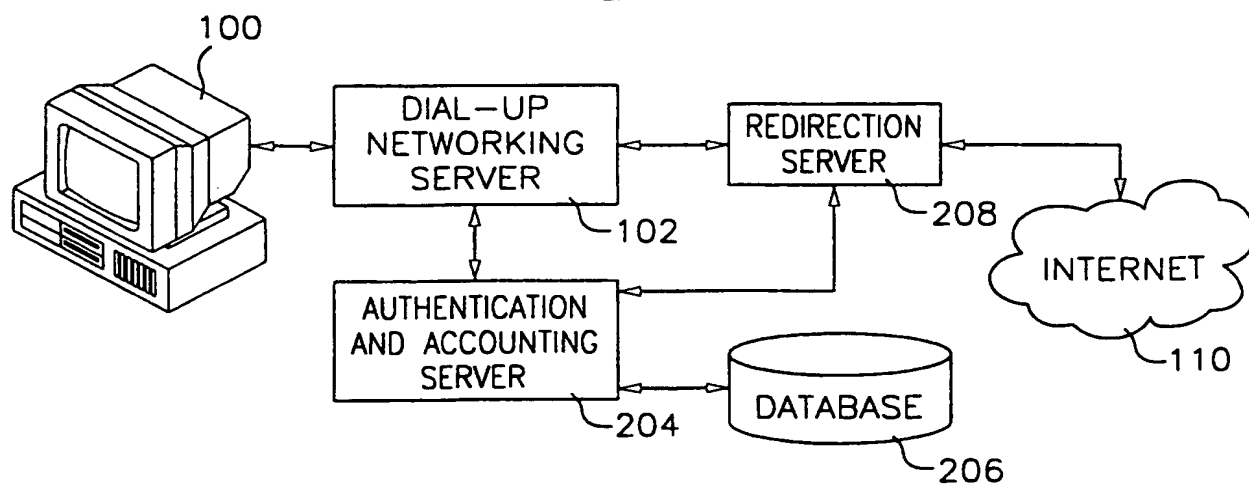 100
DIAL-UP
NETWORKING
SERVER
102
REDIRECTION
SERVER
208
INTERNET
110
AUTHENTICATION
AND ACCOUNTING
SERVER
204
DATABASE
206